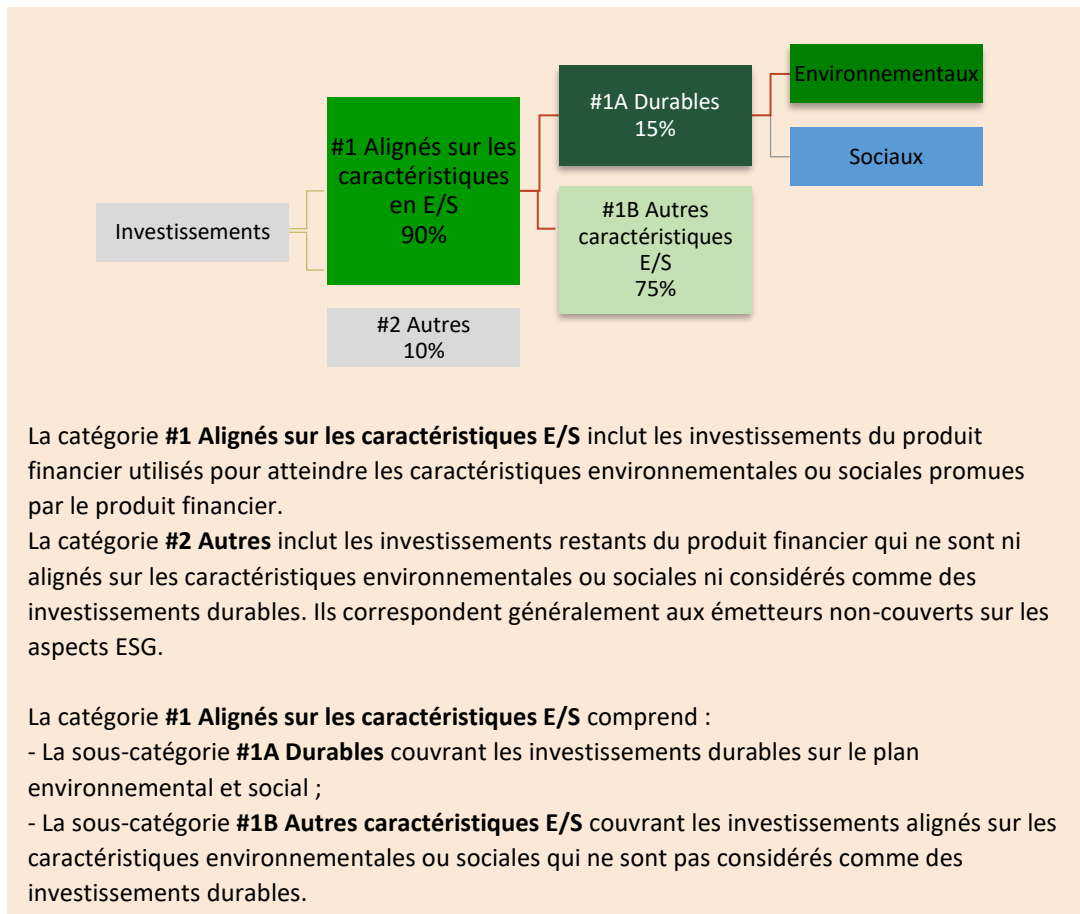 Investissements
#1 Alignés sur les
caractéristiques
en E/S
90%
#2 Autres
10%
#1A Durables
15%
#1B Autres
caractéristiques
E/S
75%
Environnementaux
Sociaux
La catégorie #1 Alignés sur les caractéristiques E/S inclut les investissements du produit
financier utilisés pour atteindre les caractéristiques environnementales ou sociales promues
par le produit financier.
La catégorie #2 Autres inclut les investissements restants du produit financier qui ne sont ni
alignés sur les caractéristiques environnementales ou sociales ni considérés comme des
investissements durables. Ils correspondent généralement aux émetteurs non-couverts sur les
aspects ESG.
La catégorie #1 Alignés sur les caractéristiques E/S comprend :
- La sous-catégorie #1A Durables couvrant les investissements durables sur le plan
environnemental et social ;
- La sous-catégorie #1B Autres caractéristiques E/S couvrant les investissements alignés sur les
caractéristiques environnementales ou sociales qui ne sont pas considérés comme des
investissements durables.